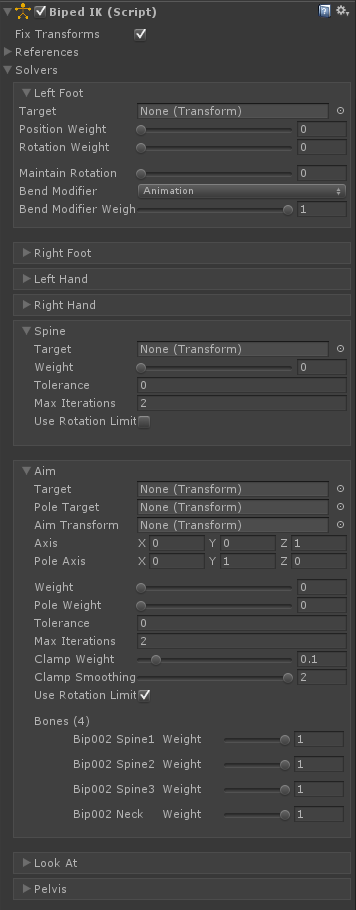 Biped IK (Script)
Fix Transforms
References
Solvers
Left Foot
Target None (Transform)
Position Weight 0
Rotation Weight 0
Maintain Rotation 0
Bend Modifier Animation
Bend Modifier Weigh 1
Right Foot
Left Hand
Right Hand
Spine
Target None (Transform)
Weight 0
Tolerance 0
Max Iterations 2
Use Rotation Limit
Aim
Target None (Transform)
Pole Target None (Transform)
Aim Transform None (Transform)
Axis X 0 Y 0 Z 1
Pole Axis X 0 Y 1 Z 0
Weight 0
Pole Weight 0
Tolerance 0
Max Iterations 2
Clamp Weight 0.1
Clamp Smoothing 2
Use Rotation Limit
Bones (4)
Bip002 Spine1 Weight 1
Bip002 Spine2 Weight 1
Bip002 Spine3 Weight 1
Bip002 Neck Weight 1
Look At
Pelvis